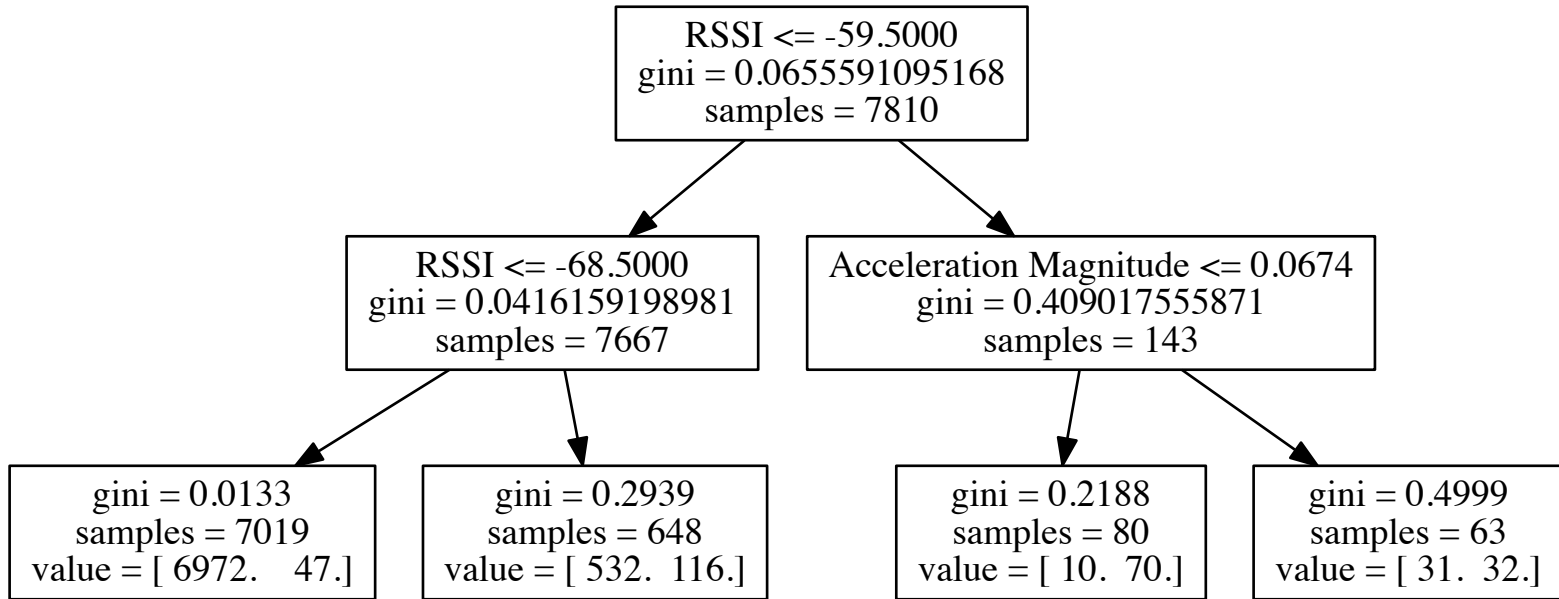 RSSI <= -59.5000
gini = 0.0655591095168
samples = 7810
RSSI <= -68.5000
gini = 0.0416159198981
samples = 7667
Acceleration Magnitude <= 0.0674
gini = 0.409017555871
samples = 143
gini = 0.0133
samples = 7019
value = [ 6972.    47.]
gini = 0.2939
samples = 648
value = [ 532.  116.]
gini = 0.2188
samples = 80
value = [ 10.  70.]
gini = 0.4999
samples = 63
value = [ 31.  32.]